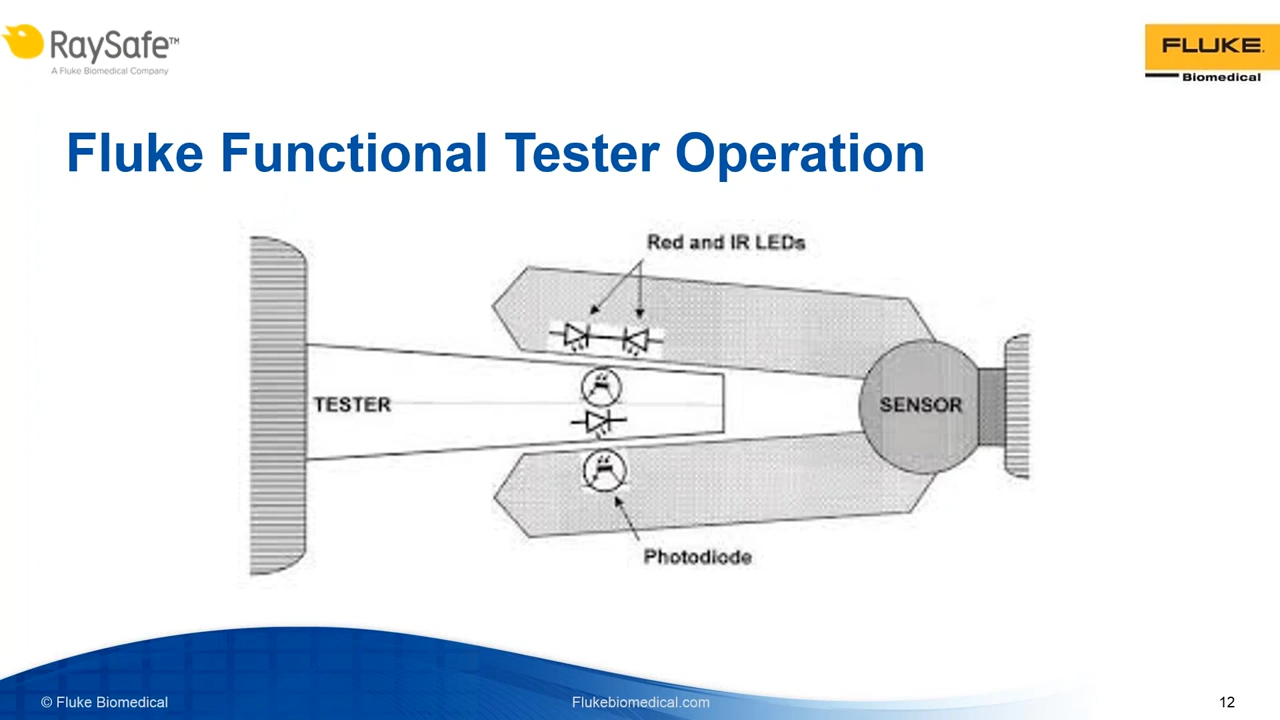 RaySafe™
A Fluke Biomedical Company
FLUKE®
Biomedical
Fluke Functional Tester Operation
Red and IR LEDs
TESTER
SENSOR
Photodiode
© Fluke Biomedical
Flukebiomedical.com
12